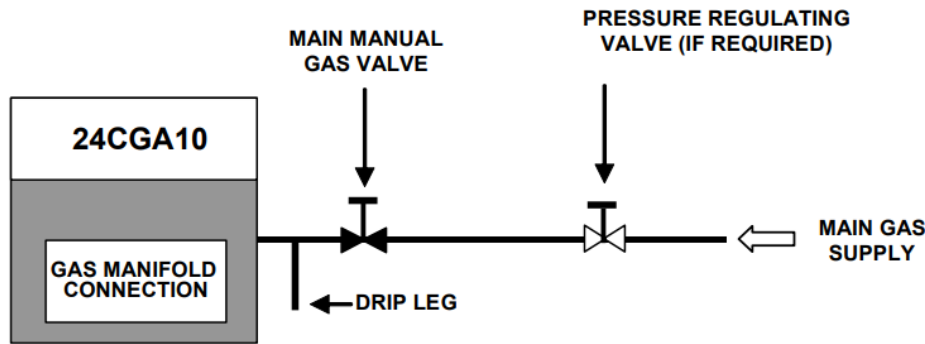 PRESSURE REGULATING
VALVE (IF REQUIRED)
MAIN MANUAL
GAS VALVE
24CGA10
MAIN GAS
SUPPLY
GAS MANIFOLD
CONNECTION
DRIP LEG